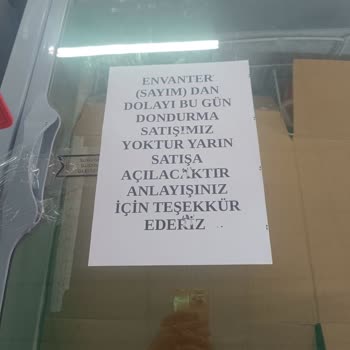 ENVANTER
(SAYIM) DAN
DOLAYI BU GÜN
DONDURMA
SATIŞIMIZ
YOKTUR YARIN
SATIŞA
AÇILACAKTIR
ANLAYIŞINIZ
İÇİN TEŞEKKÜR
EDERİZ